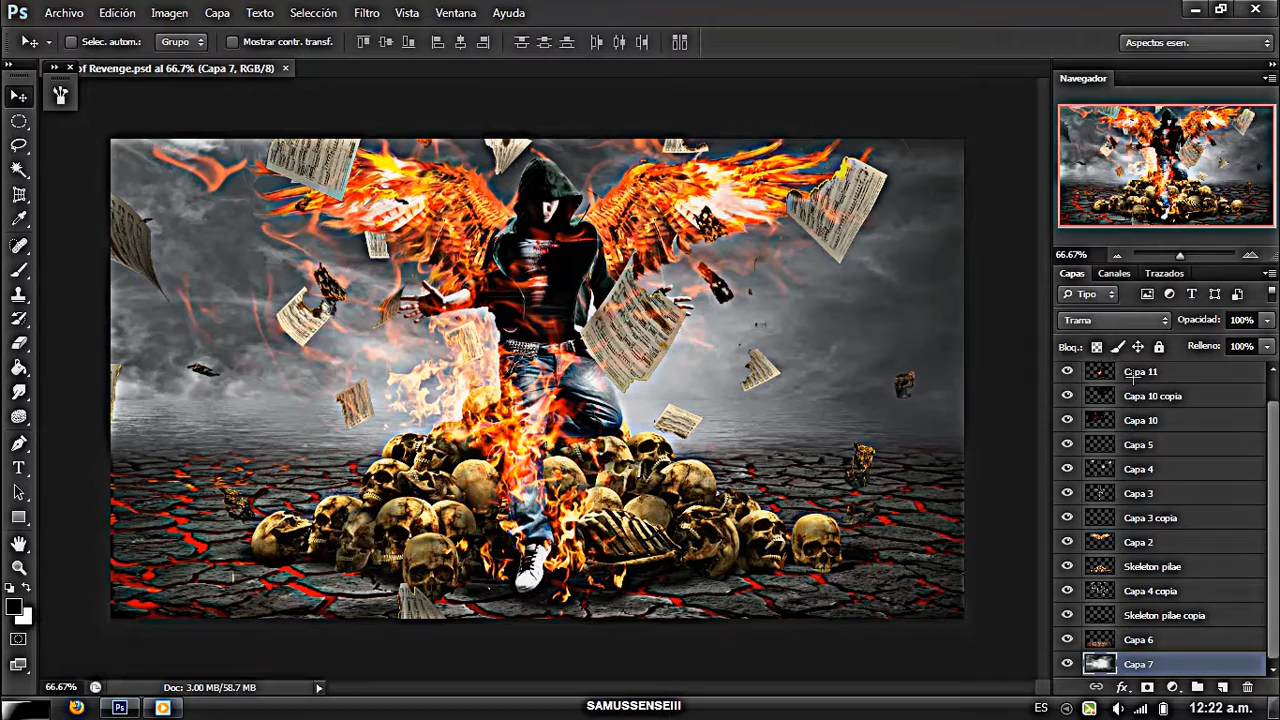 Ps Archivo Edición Imagen Capa Texto Selección Filtro Vista Ventana Ayuda
Selec. autom.: Grupo Mostrar contr. transf. Aspectos esen.
of Revenge.psd al 66.7% (Capa 7, RGB/8)
Navegador
66.67%
Capas Canales Trazados
Tipo
Trama Opacidad: 100%
Bloq.: Relleno: 100%
Capa 11
Capa 10 copia
Capa 10
Capa 5
Capa 4
Capa 3
Capa 3 copia
Capa 2
Skeleton pilae
Capa 4 copia
Skeleton pilae copia
Capa 6
Capa 7
66.67% Doc: 3.00 MB/58.7 MB
Ps SAMUSSENSEIII ES 12:22 a.m.